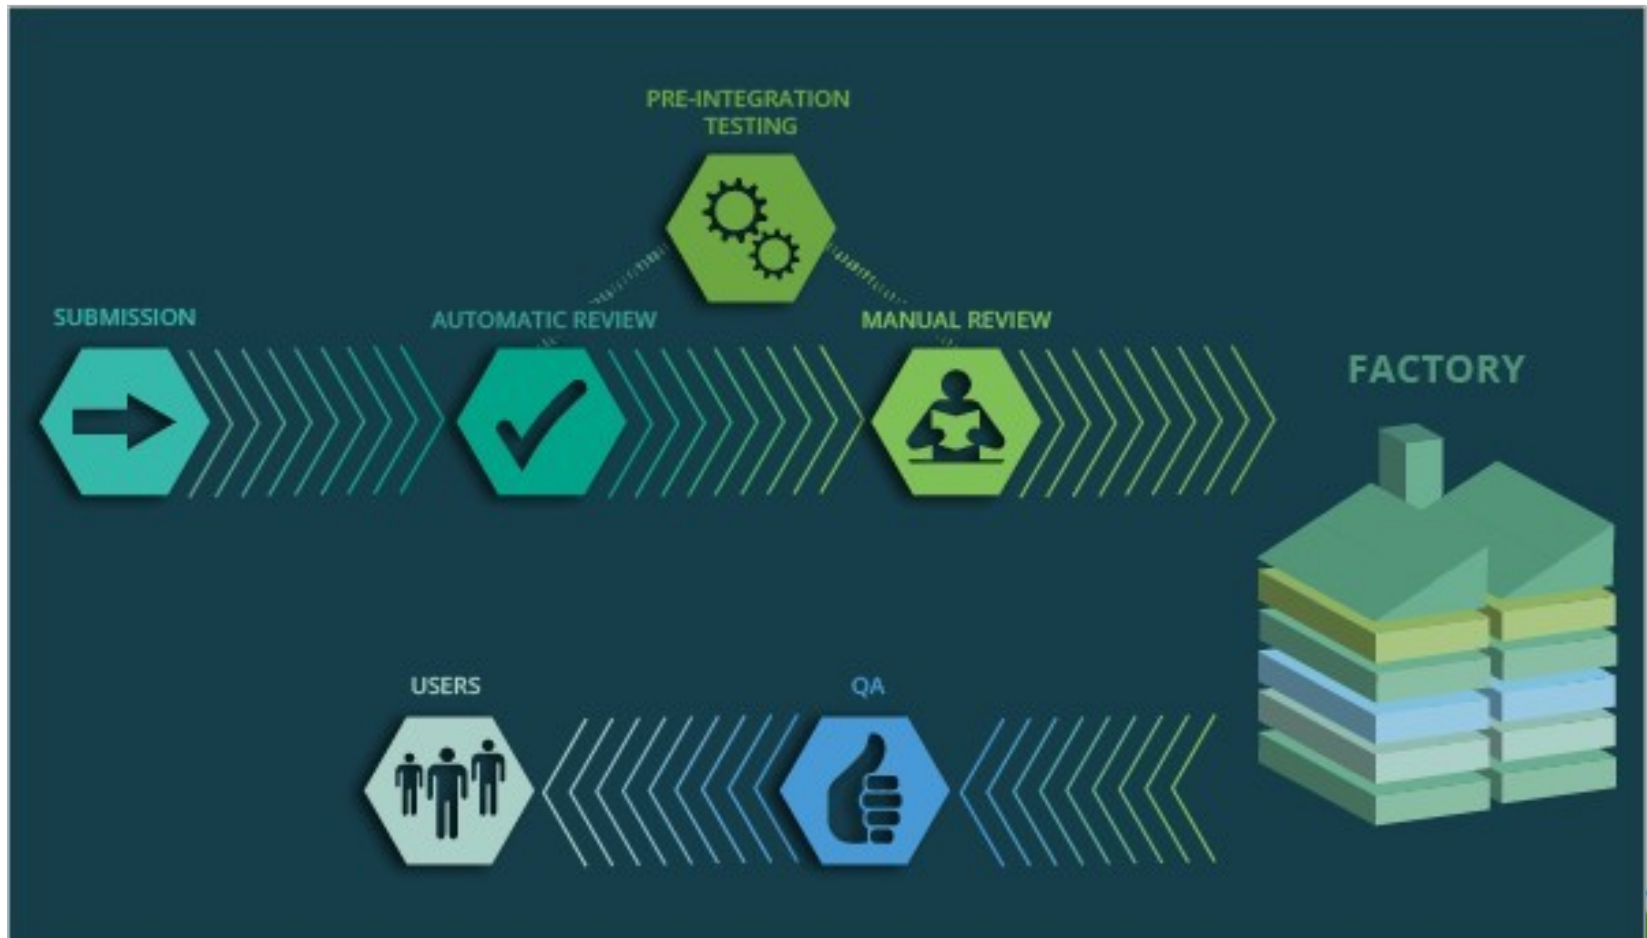 PRE-INTEGRATION
TESTING
SUBMISSION
AUTOMATIC REVIEW
MANUAL REVIEW
FACTORY
USERS
QA